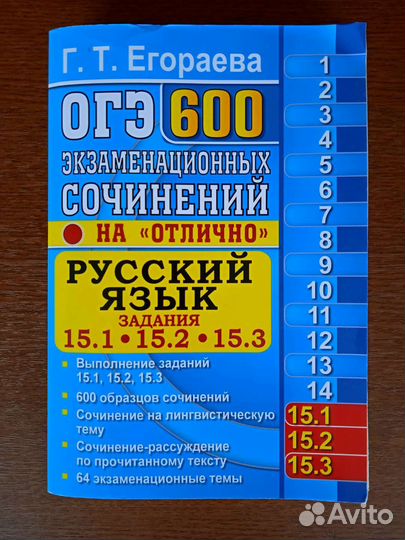 Г. Т. Егораева
ОГЭ 600
ЭКЗАМЕНАЦИОННЫХ
СОЧИНЕНИЙ
НА «ОТЛИЧНО»
РУССКИЙ
ЯЗЫК
ЗАДАНИЯ
15.1 • 15.2 • 15.3
• Выполнение заданий
15.1, 15.2, 15.3
• 600 образцов сочинений
• Сочинение на лингвистическую
тему
• Сочинение-рассуждение
по прочитанному тексту
• 64 экзаменационные темы
1
2
3
4
5
6
7
8
9
10
11
12
13
14
15.1
15.2
15.3
Avito